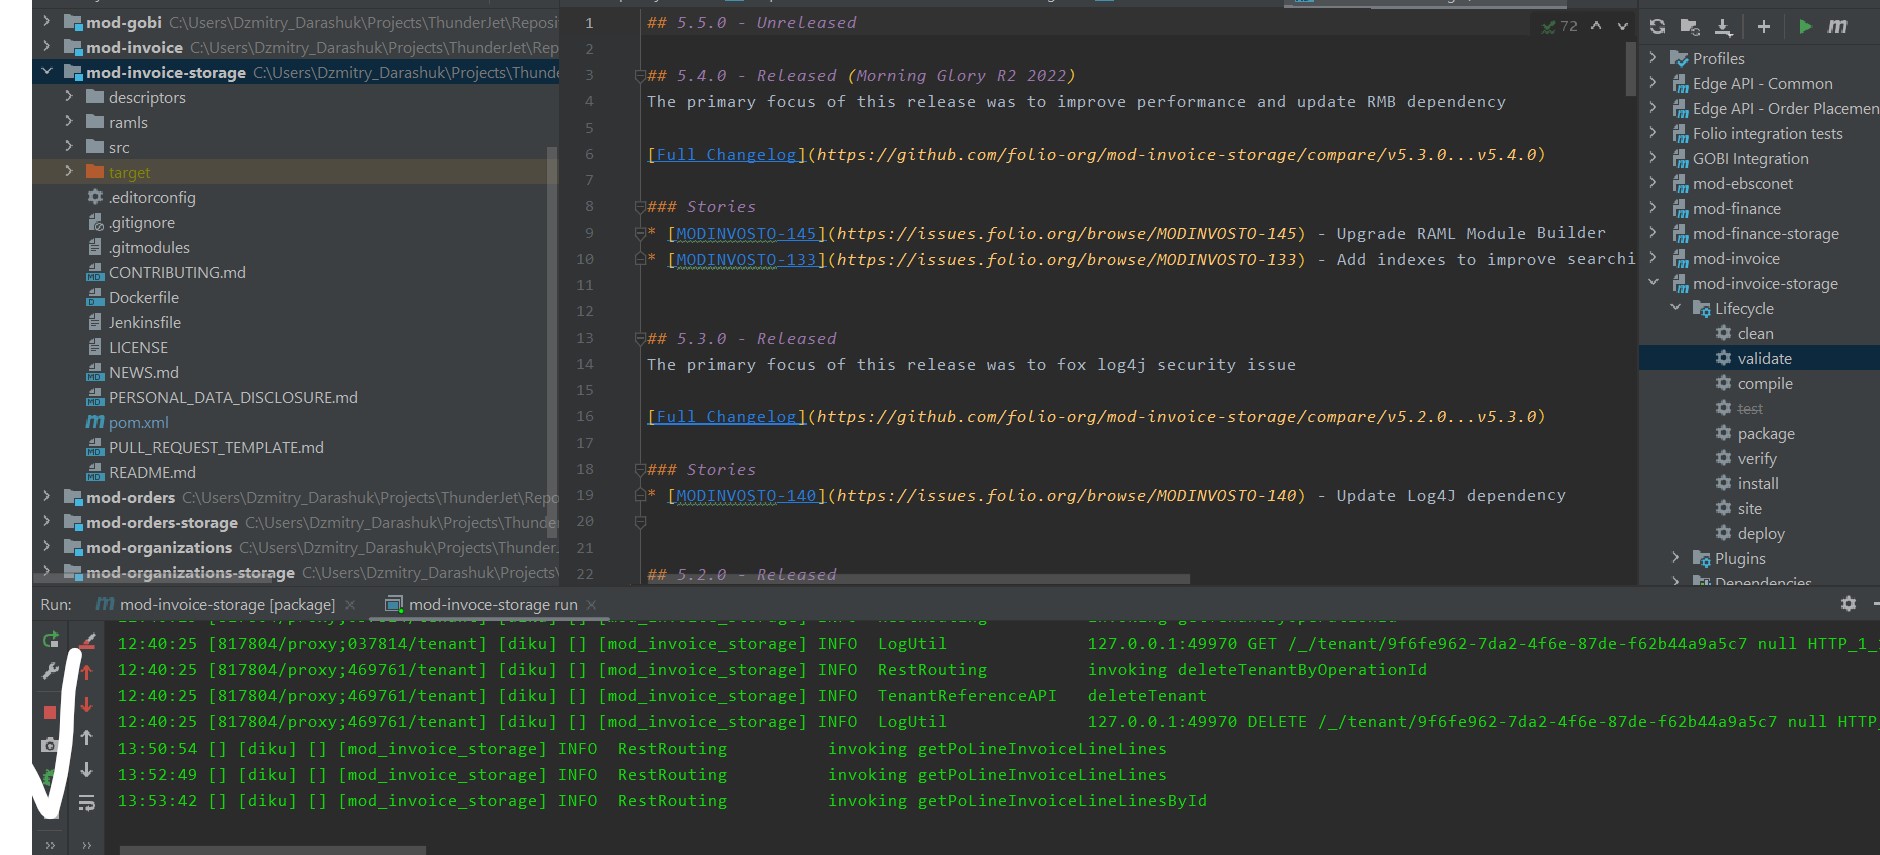 mod-gobi C:\Users\Dzmitry_Darashuk\Projects\ThunderJet\Reposi
mod-invoice C:\Users\Dzmitry_Darashuk\Projects\ThunderJet\Rep
mod-invoice-storage C:\Users\Dzmitry_Darashuk\Projects\Thunde
descriptors
ramls
src
target
.editorconfig
.gitignore
.gitmodules
CONTRIBUTING.md
Dockerfile
Jenkinsfile
LICENSE
NEWS.md
PERSONAL_DATA_DISCLOSURE.md
pom.xml
PULL_REQUEST_TEMPLATE.md
README.md
mod-orders C:\Users\Dzmitry_Darashuk\Projects\ThunderJet\Repo
mod-orders-storage C:\Users\Dzmitry_Darashuk\Projects\Thunde
mod-organizations C:\Users\Dzmitry_Darashuk\Projects\Thunder
mod-organizations-storage C:\Users\Dzmitry_Darashuk\Projects\
1 ## 5.5.0 - Unreleased
72
2
3 ## 5.4.0 - Released (Morning Glory R2 2022)
4 The primary focus of this release was to improve performance and update RMB dependency
5
6 [Full Changelog](https://github.com/folio-org/mod-invoice-storage/compare/v5.3.0...v5.4.0)
7
8 ### Stories
9 * [MODINVOSTO-145](https://issues.folio.org/browse/MODINVOSTO-145) - Upgrade RAML Module Builder
10 * [MODINVOSTO-133](https://issues.folio.org/browse/MODINVOSTO-133) - Add indexes to improve searchi
11
12
13 ## 5.3.0 - Released
14 The primary focus of this release was to fox log4j security issue
15
16 [Full Changelog](https://github.com/folio-org/mod-invoice-storage/compare/v5.2.0...v5.3.0)
17
18 ### Stories
19 * [MODINVOSTO-140](https://issues.folio.org/browse/MODINVOSTO-140) - Update Log4J dependency
20
21
22 ## 5.2.0 - Released
m
Profiles
Edge API - Common
Edge API - Order Placemen
Folio integration tests
GOBI Integration
mod-ebsconet
mod-finance
mod-finance-storage
mod-invoice
mod-invoice-storage
Lifecycle
clean
validate
compile
test
package
verify
install
site
deploy
Plugins
Dependencies
Run: mod-invoice-storage [package] mod-invoce-storage run
12:40:25 [817804/proxy;037814/tenant] [diku] [] [mod_invoice_storage] INFO LogUtil 127.0.0.1:49970 GET /_/tenant/9f6fe962-7da2-4f6e-87de-f62b44a9a5c7 null HTTP_1_1
12:40:25 [817804/proxy;469761/tenant] [diku] [] [mod_invoice_storage] INFO RestRouting invoking deleteTenantByOperationId
12:40:25 [817804/proxy;469761/tenant] [diku] [] [mod_invoice_storage] INFO TenantReferenceAPI deleteTenant
12:40:25 [817804/proxy;469761/tenant] [diku] [] [mod_invoice_storage] INFO LogUtil 127.0.0.1:49970 DELETE /_/tenant/9f6fe962-7da2-4f6e-87de-f62b44a9a5c7 null HTTP_
13:50:54 [] [diku] [] [mod_invoice_storage] INFO RestRouting invoking getPoLineInvoiceLineLines
13:52:49 [] [diku] [] [mod_invoice_storage] INFO RestRouting invoking getPoLineInvoiceLineLines
13:53:42 [] [diku] [] [mod_invoice_storage] INFO RestRouting invoking getPoLineInvoiceLineLinesById